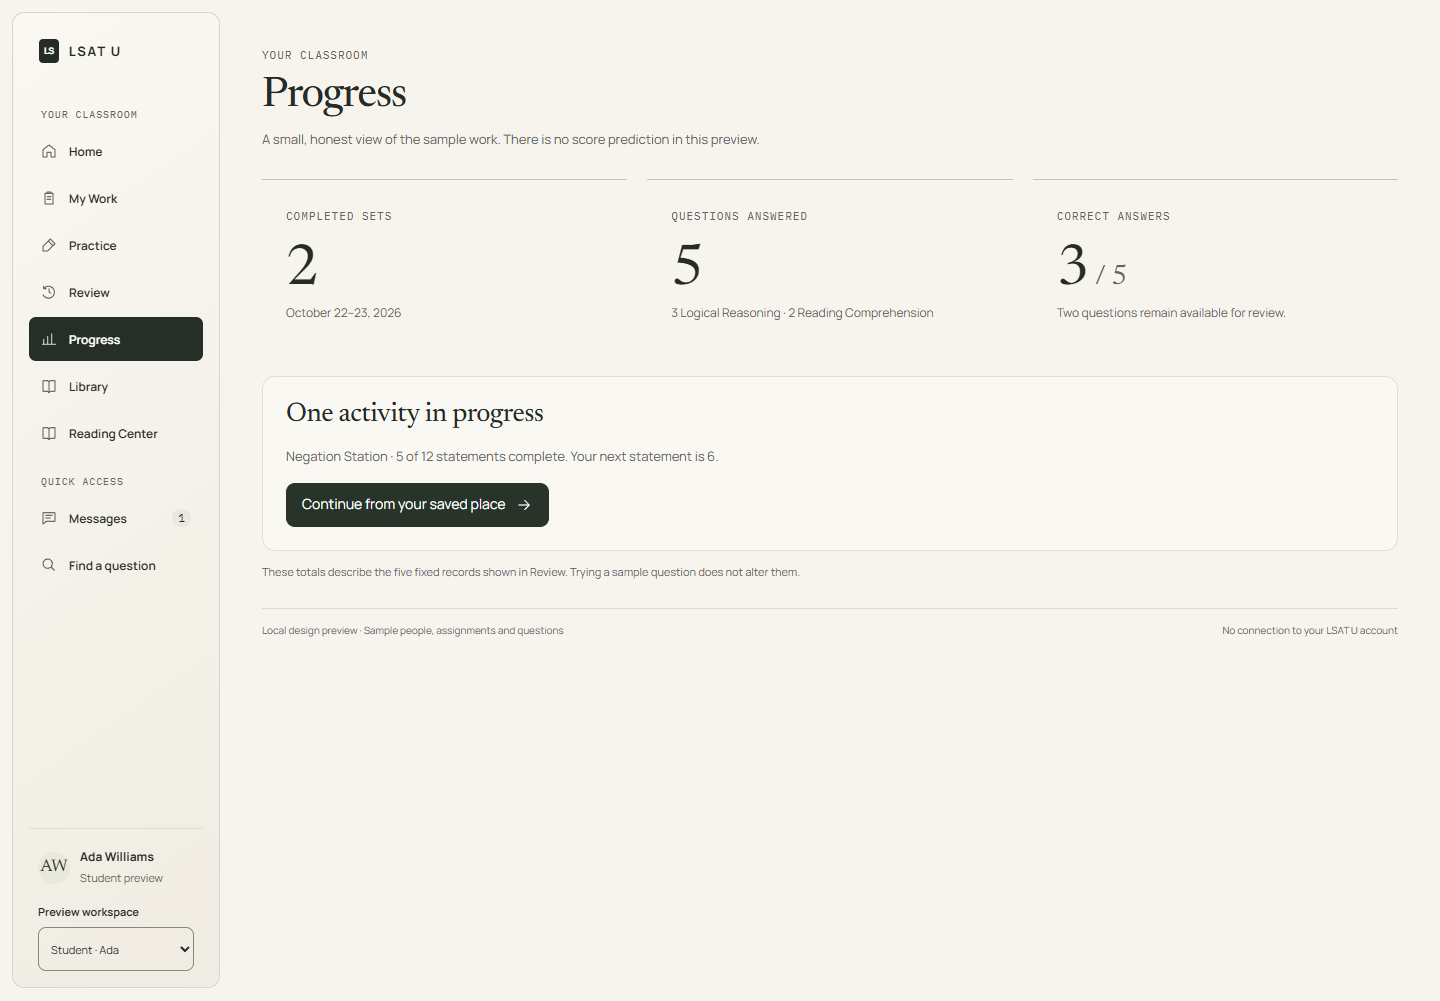 LS LSAT U
YOUR CLASSROOM
Home
My Work
Practice
Review
Progress
Library
Reading Center
QUICK ACCESS
Messages 1
Find a question
AW
Ada Williams
Student preview
Preview workspace
Student · Ada
YOUR CLASSROOM
Progress
A small, honest view of the sample work. There is no score prediction in this preview.
COMPLETED SETS
2
October 22–23, 2026
QUESTIONS ANSWERED
5
3 Logical Reasoning · 2 Reading Comprehension
CORRECT ANSWERS
3 / 5
Two questions remain available for review.
One activity in progress
Negation Station · 5 of 12 statements complete. Your next statement is 6.
Continue from your saved place →
These totals describe the five fixed records shown in Review. Trying a sample question does not alter them.
Local design preview · Sample people, assignments and questions
No connection to your LSAT U account